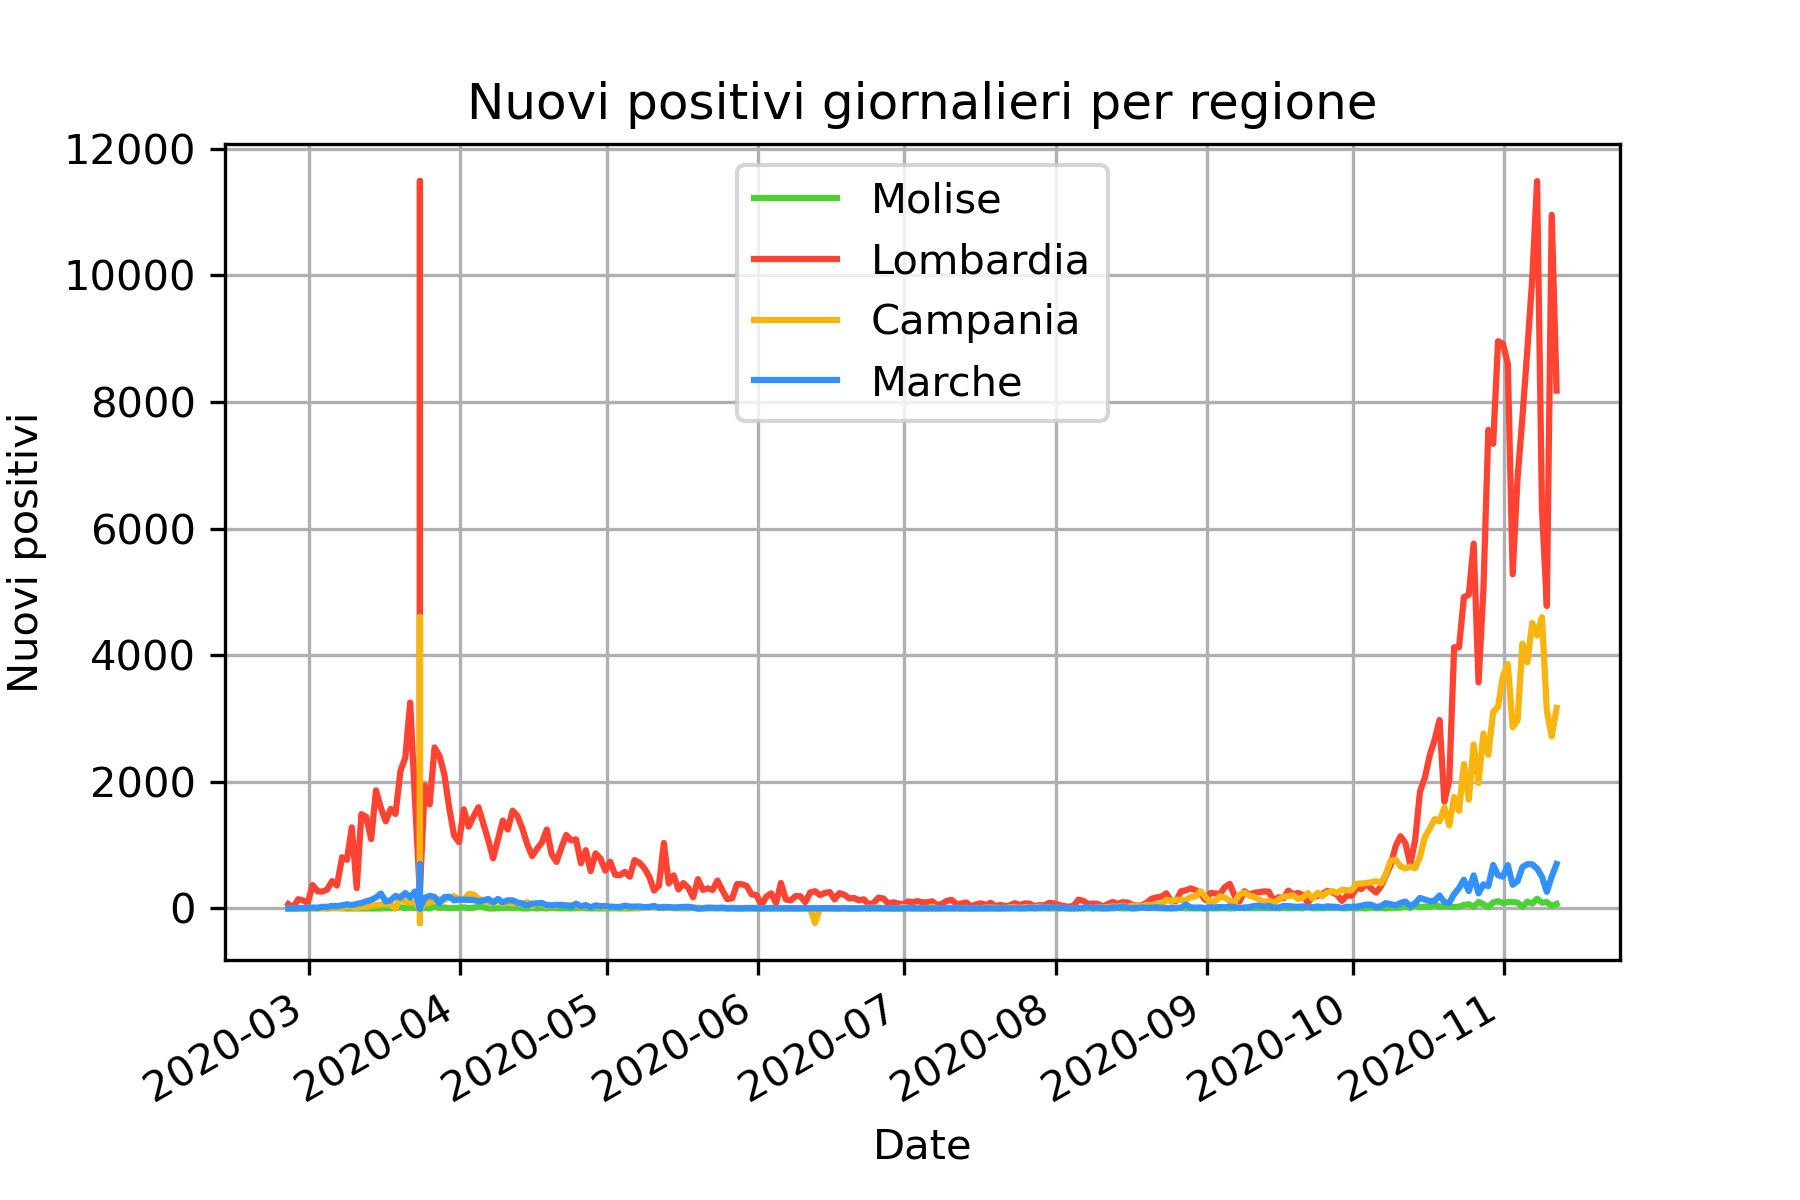 Nuovi positivi giornalieri per regione
12000
10000
8000
6000
4000
2000
0
Nuovi positivi
Molise
Lombardia
Campania
Marche
2020-03
2020-04
2020-05
2020-06
2020-07
2020-08
2020-09
2020-10
2020-11
Date